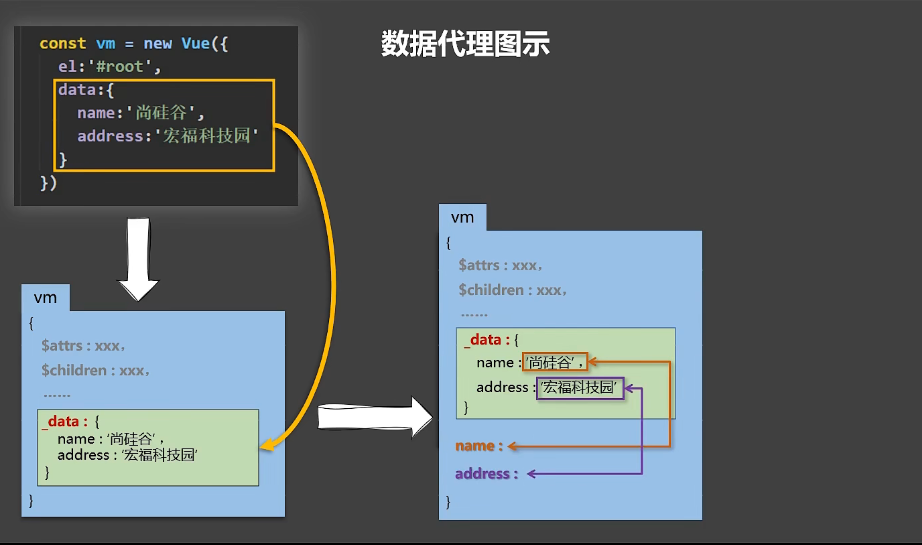 数据代理图示
const vm = new Vue({
el:'#root',
data:{
name:'尚硅谷',
address:'宏福科技园'
}
})
vm
{
$attrs : xxx，
$children : xxx，
......
_data : {
name : '尚硅谷' ，
address : '宏福科技园'
}
}
vm
{
$attrs : xxx，
$children : xxx，
......
_data : {
name : '尚硅谷' ，
address : '宏福科技园'
}
name :
address :
}